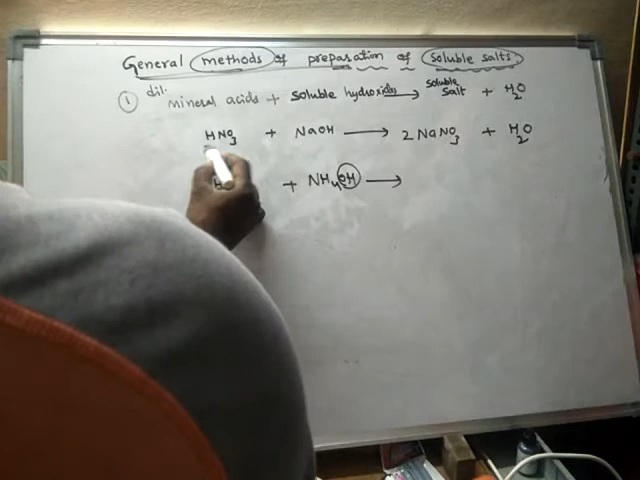 General methods of preparation of Soluble salts
① dil. mineral acids + soluble hydroxides → soluble salt + H₂O
HNO₃ + NaOH → 2 NaNO₃ + H₂O
+ NH₄OH →